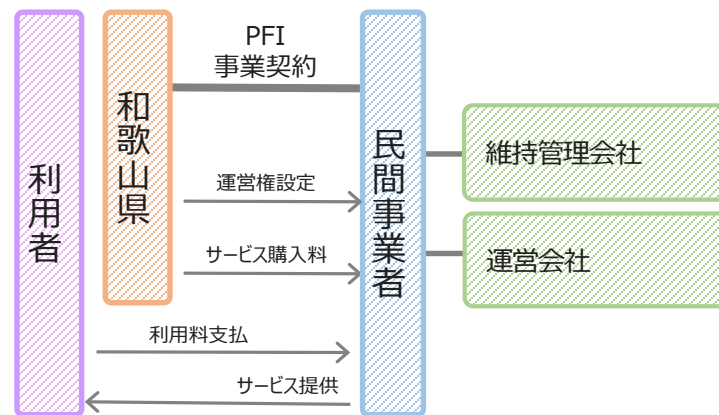 PFI
事業契約
和歌山県
利用者
民間事業者
維持管理会社
運営権設定
運営会社
サービス購入料
利用料支払
サービス提供